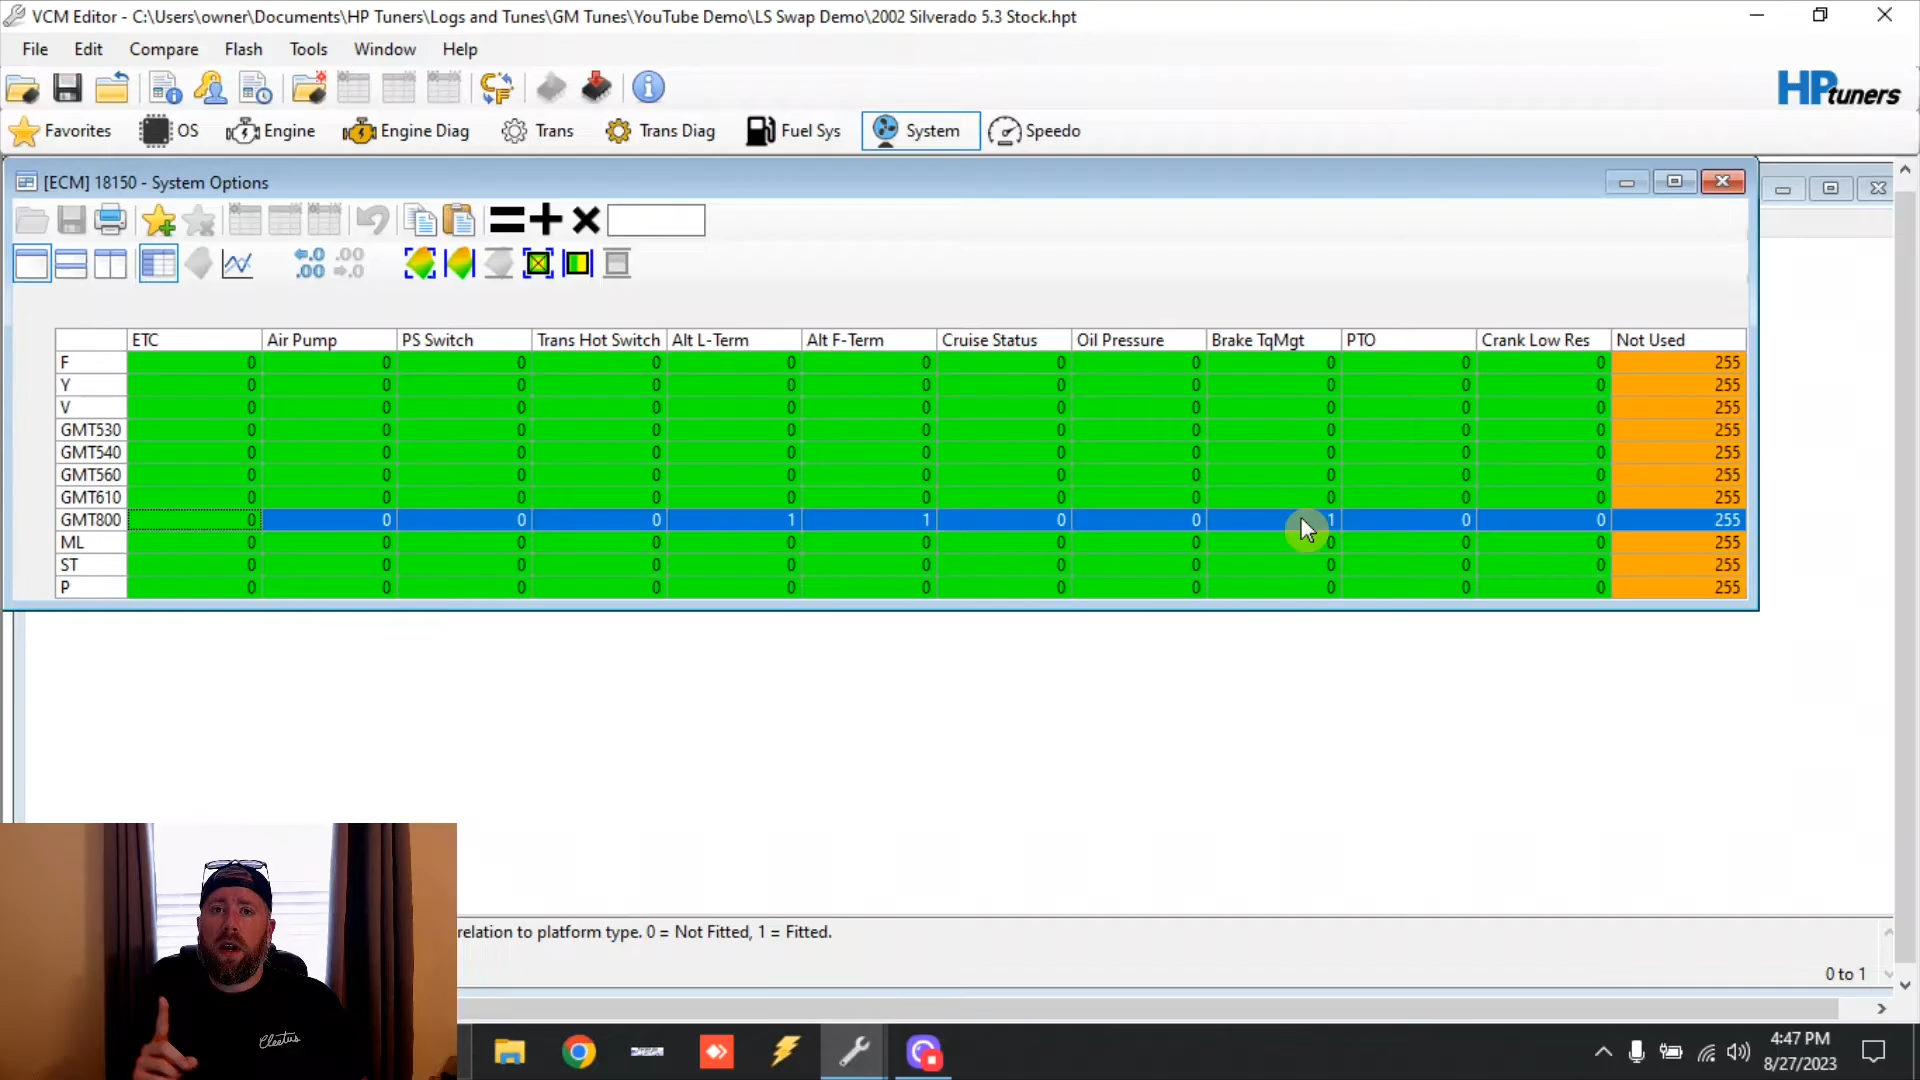 VCM Editor - C:\Users\owner\Documents\HP Tuners\Logs and Tunes\GM Tunes\YouTube Demo\LS Swap Demo\2002 Silverado 5.3 Stock.hpt
File Edit Compare Flash Tools Window Help
HPtuners
Favorites OS Engine Engine Diag Trans Trans Diag Fuel Sys System Speedo
[ECM] 18150 - System Options
←.0 .00
.00 →.0
ETC Air Pump PS Switch Trans Hot Switch Alt L-Term Alt F-Term Cruise Status Oil Pressure Brake TqMgt PTO Crank Low Res Not Used
F 0 0 0 0 0 0 0 0 0 0 0 255
Y 0 0 0 0 0 0 0 0 0 0 0 255
V 0 0 0 0 0 0 0 0 0 0 0 255
GMT530 0 0 0 0 0 0 0 0 0 0 0 255
GMT540 0 0 0 0 0 0 0 0 0 0 0 255
GMT560 0 0 0 0 0 0 0 0 0 0 0 255
GMT610 0 0 0 0 0 0 0 0 0 0 0 255
GMT800 0 0 0 0 1 1 0 0 1 0 0 255
ML 0 0 0 0 0 0 0 0 0 0 0 255
ST 0 0 0 0 0 0 0 0 0 0 0 255
P 0 0 0 0 0 0 0 0 0 0 0 255
relation to platform type. 0 = Not Fitted, 1 = Fitted.
0 to 1
Cleetus
4:47 PM
8/27/2023